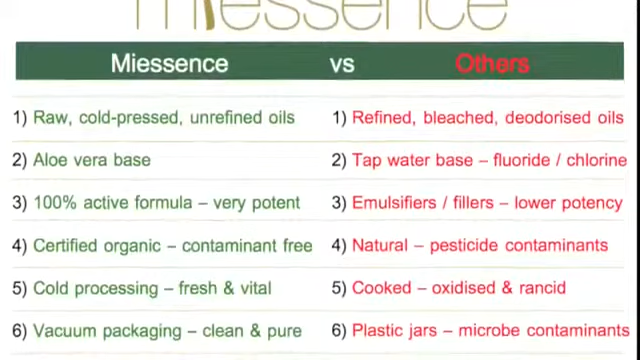 miessence
Miessence vs Others
1) Raw, cold-pressed, unrefined oils 1) Refined, bleached, deodorised oils
2) Aloe vera base 2) Tap water base – fluoride / chlorine
3) 100% active formula – very potent 3) Emulsifiers / fillers – lower potency
4) Certified organic – contaminant free 4) Natural – pesticide contaminants
5) Cold processing – fresh & vital 5) Cooked – oxidised & rancid
6) Vacuum packaging – clean & pure 6) Plastic jars – microbe contaminants